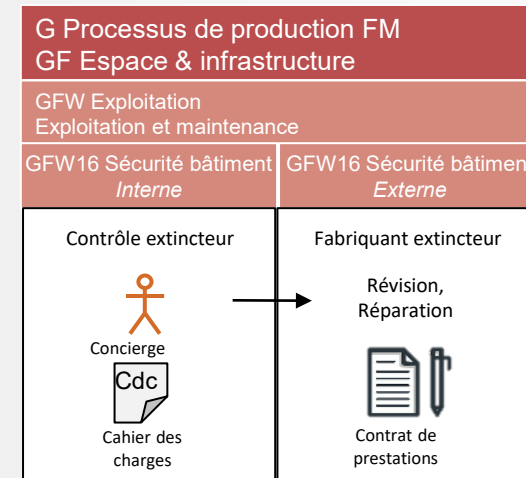 G Processus de production FM
GF Espace & infrastructure
GFW Exploitation
Exploitation et maintenance
GFW16 Sécurité bâtiment
Interne
GFW16 Sécurité bâtimen
Externe
Contrôle extincteur
Concierge
Cdc
Cahier des
charges
Fabriquant extincteur
Révision,
Réparation
Contrat de
prestations